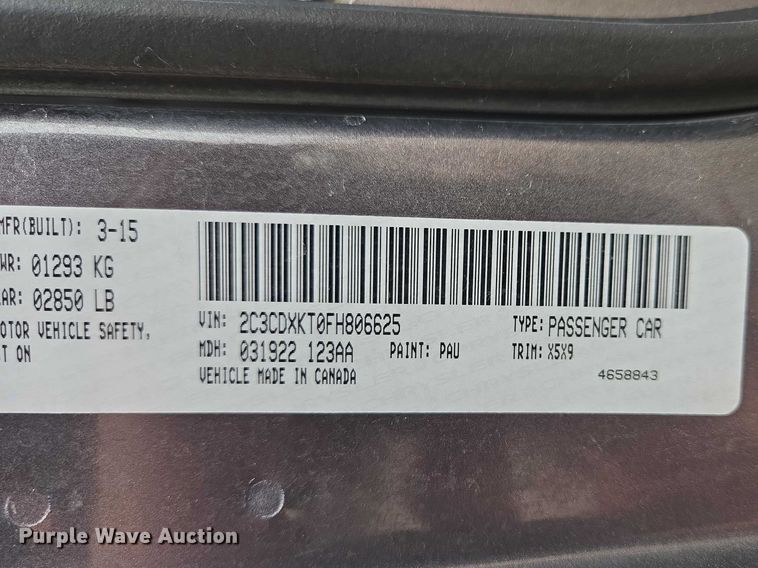 MFR(BUILT): 3-15
WR: 01293 KG
AR: 02850 LB
OTOR VEHICLE SAFETY,
T ON
VIN: 2C3CDXKT0FH806625 TYPE: PASSENGER CAR
MDH: 031922 123AA PAINT: PAU TRIM: X5X9
VEHICLE MADE IN CANADA 4658843
Purple Wave Auction